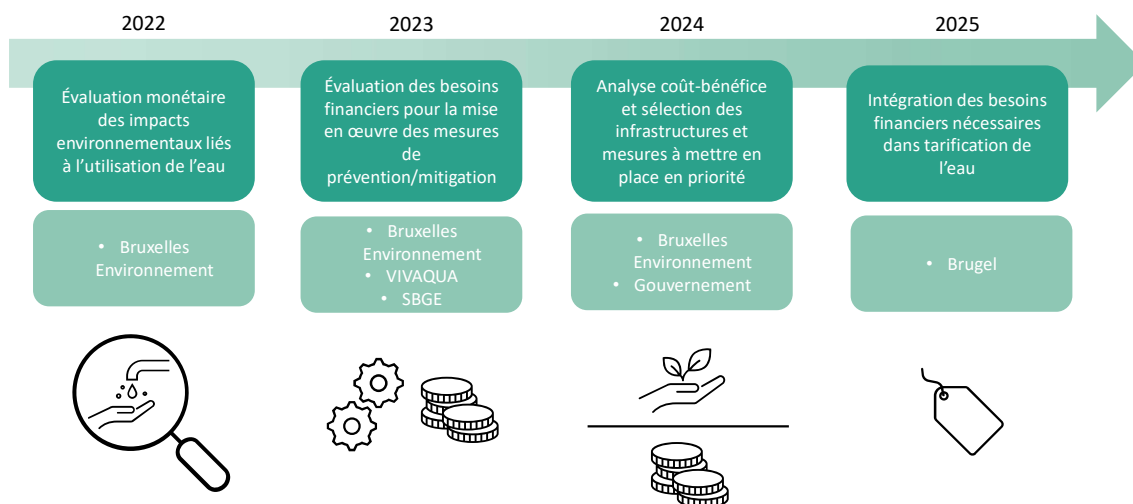 2022
2023
2024
2025
Évaluation monétaire
des impacts
environnementaux liés
à l'utilisation de l'eau
Évaluation des besoins
financiers pour la mise
en œuvre des mesures
de
prévention/mitigation
Analyse coût-bénéfice
et sélection des
infrastructures et
mesures à mettre en
place en priorité
Intégration des besoins
financiers nécessaires
dans tarification de
l'eau
• Bruxelles
Environnement
• Bruxelles
Environnement
• VIVAQUA
• SBGE
• Bruxelles
Environnement
• Gouvernement
• Brugel